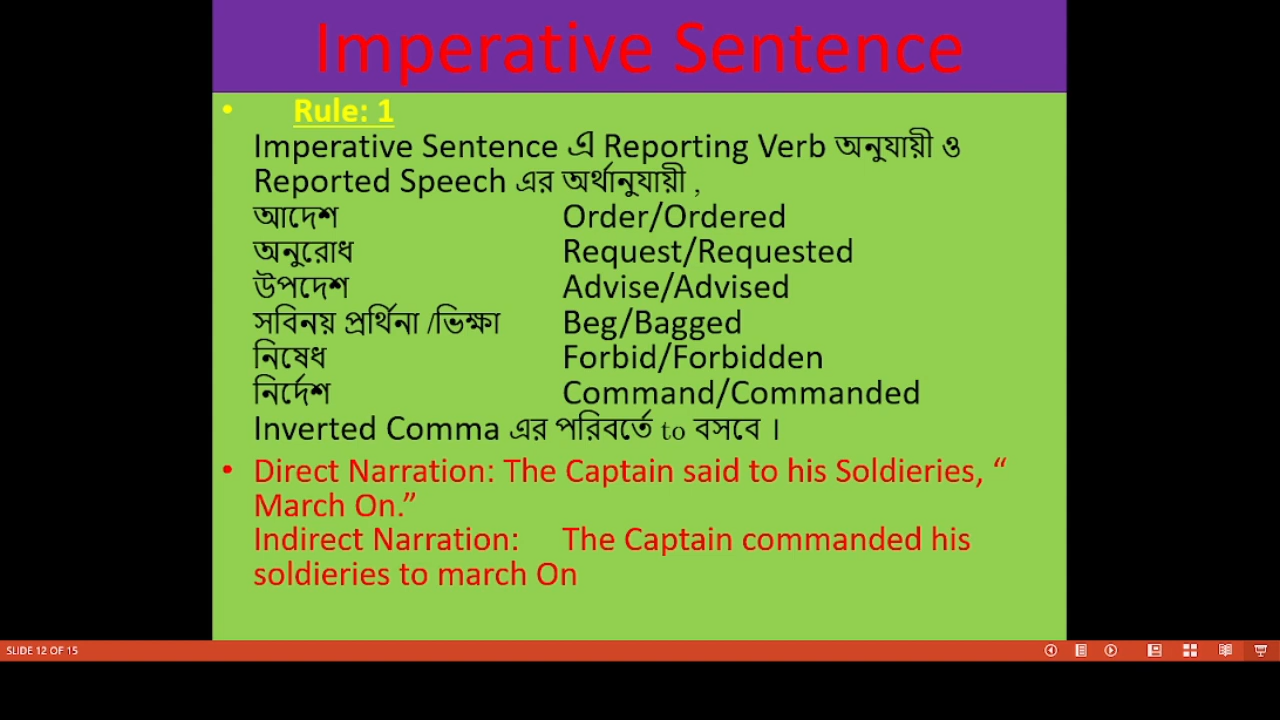 Imperative Sentence
• Rule: 1
Imperative Sentence এ Reporting Verb অনুযায়ী ও
Reported Speech এর অর্থানুযায়ী ,
আদেশ Order/Ordered
অনুরোধ Request/Requested
উপদেশ Advise/Advised
সবিনয় প্রর্থিনা /ভিক্ষা Beg/Bagged
নিষেধ Forbid/Forbidden
নির্দেশ Command/Commanded
Inverted Comma এর পরিবর্তে to বসবে ।
• Direct Narration: The Captain said to his Soldieries, “
March On.”
Indirect Narration: The Captain commanded his
soldieries to march On
SLIDE 12 OF 15